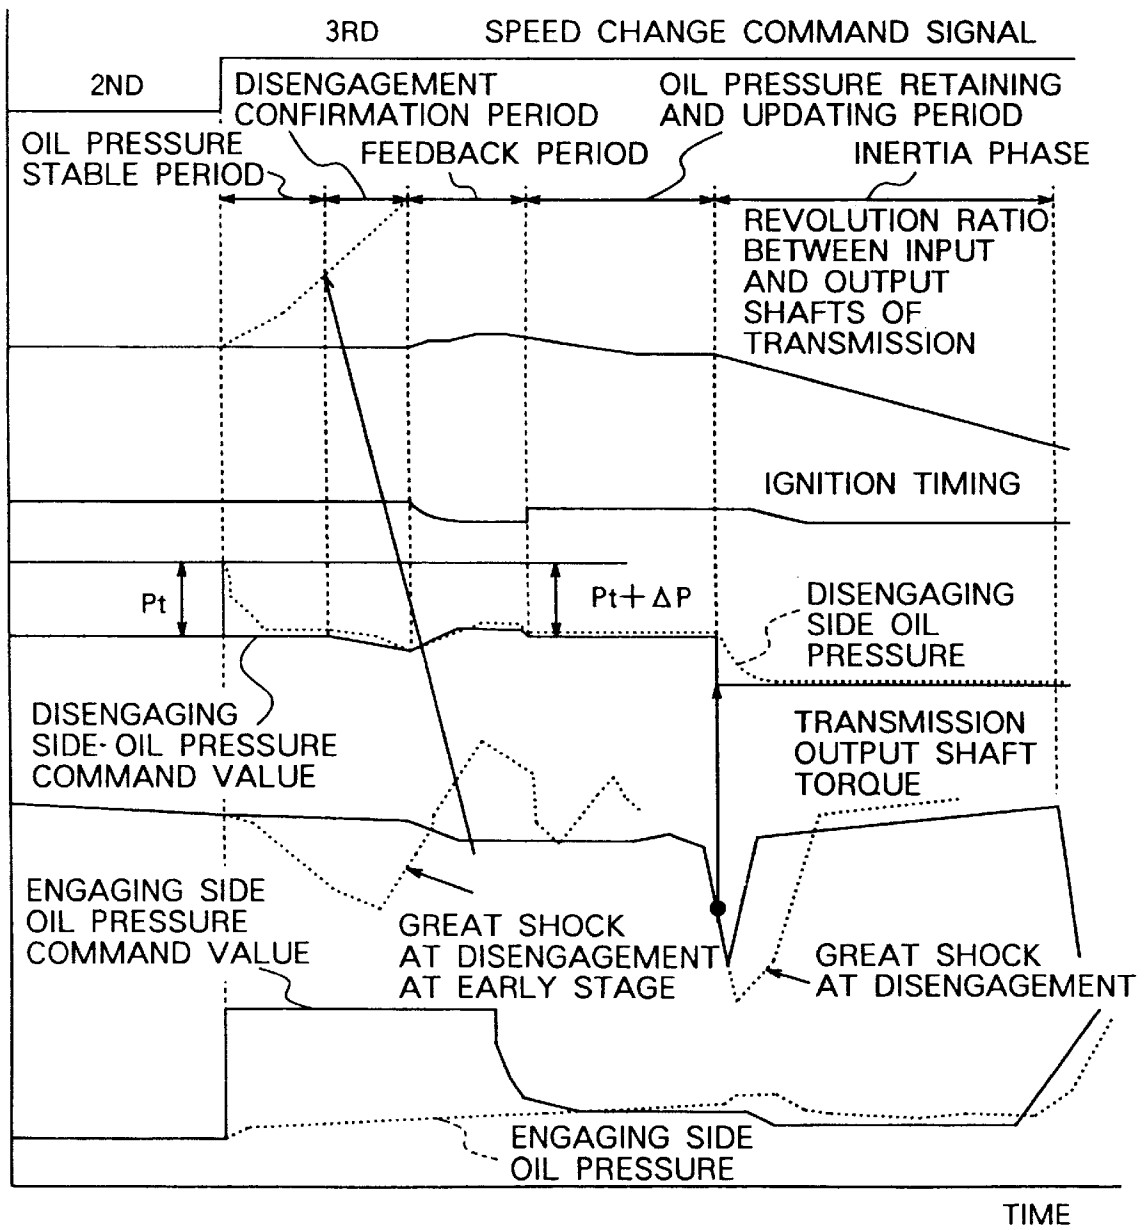 3RD
SPEED CHANGE COMMAND SIGNAL
2ND
DISENGAGEMENT
CONFIRMATION PERIOD
OIL PRESSURE RETAINING
AND UPDATING PERIOD
OIL PRESSURE
STABLE PERIOD
FEEDBACK PERIOD
INERTIA PHASE
REVOLUTION RATIO
BETWEEN INPUT
AND OUTPUT
SHAFTS OF
TRANSMISSION
IGNITION TIMING
Pt
Pt+ΔP
DISENGAGING
SIDE OIL
PRESSURE
DISENGAGING
SIDE-OIL PRESSURE
COMMAND VALUE
TRANSMISSION
OUTPUT SHAFT
TORQUE
ENGAGING SIDE
OIL PRESSURE
COMMAND VALUE
GREAT SHOCK
AT DISENGAGEMENT
AT EARLY STAGE
GREAT SHOCK
AT DISENGAGEMENT
ENGAGING SIDE
OIL PRESSURE
TIME